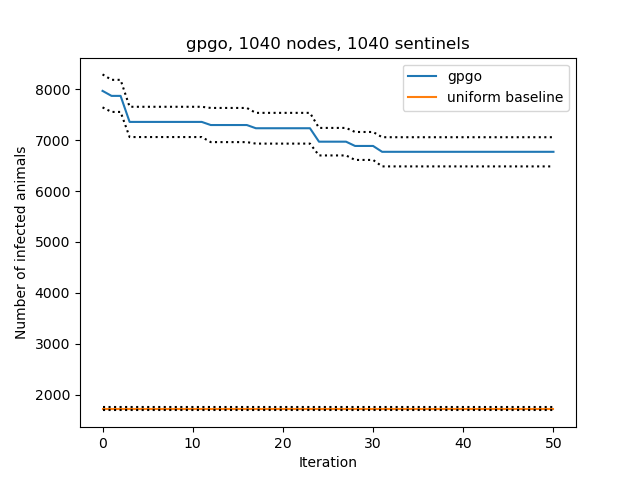 gpgo, 1040 nodes, 1040 sentinels
gpgo
uniform baseline
Number of infected animals
8000
7000
6000
5000
4000
3000
2000
0 10 20 30 40 50
Iteration